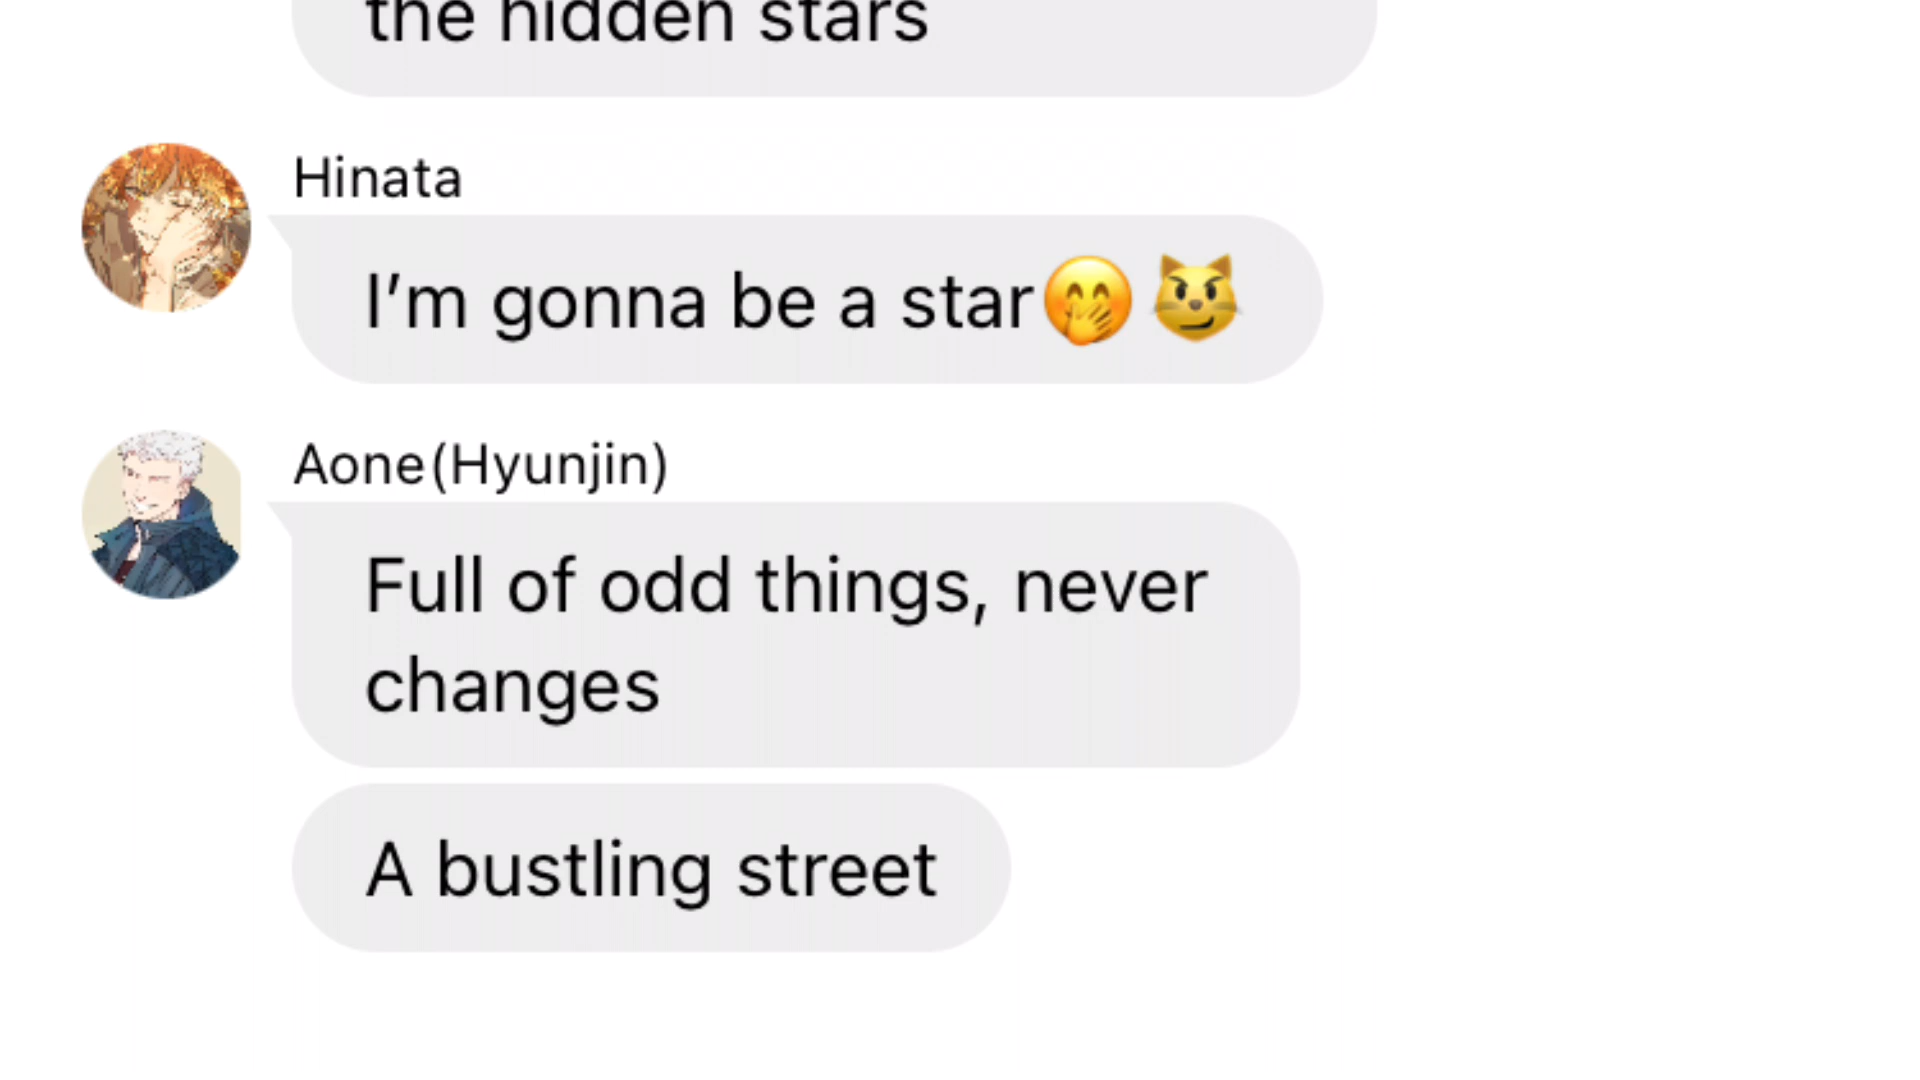 the hidden stars
Hinata
I’m gonna be a star🤭😼
Aone(Hyunjin)
Full of odd things, never
changes
A bustling street